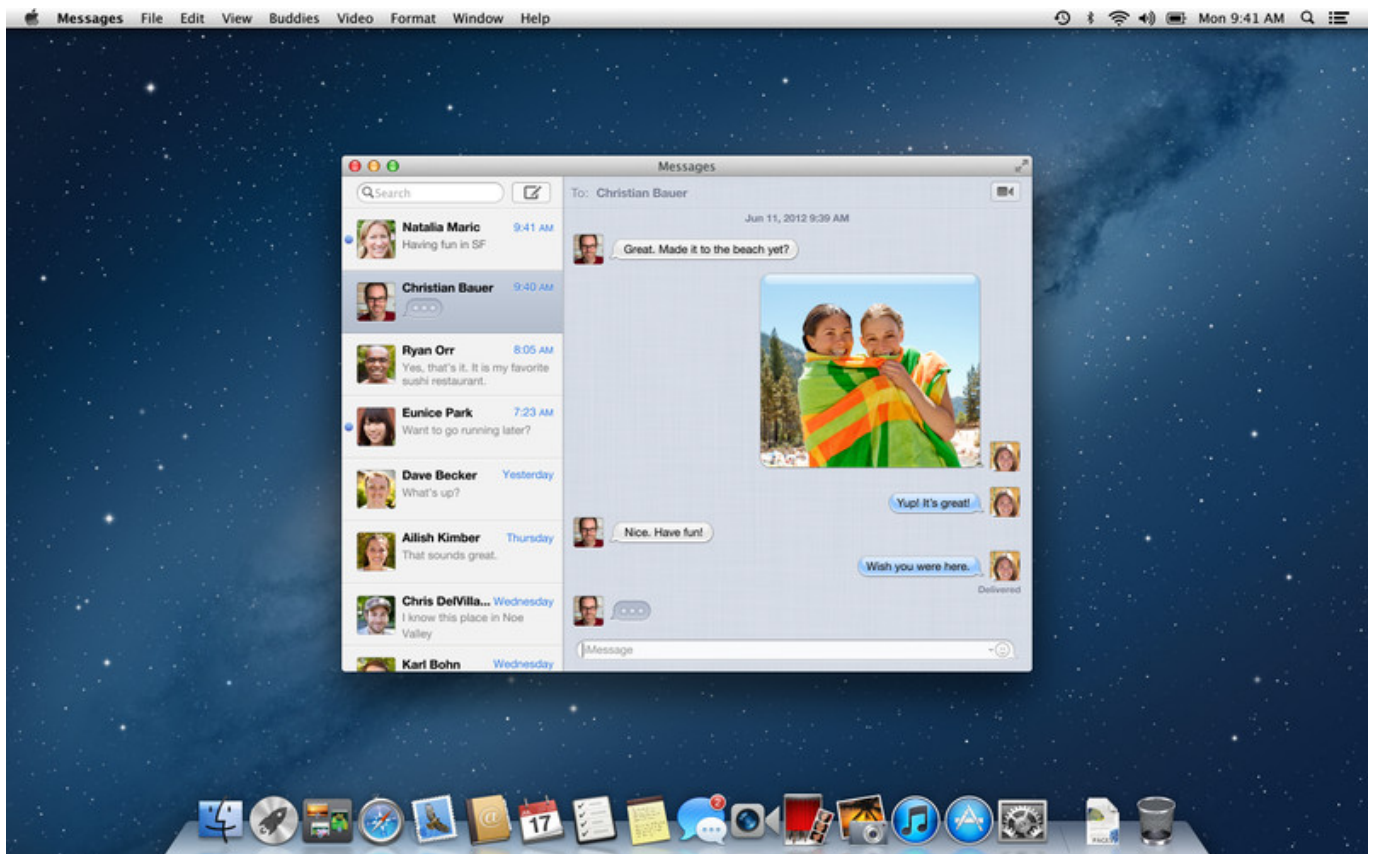 Messages File Edit View Buddies Video Format Window Help
Mon 9:41 AM
Messages
Search
To: Christian Bauer
Natalia Maric 9:41 AM
Having fun in SF
Christian Bauer 9:40 AM
Ryan Orr 8:05 AM
Yes, that's it. It is my favorite
sushi restaurant.
Eunice Park 7:23 AM
Want to go running later?
Dave Becker Yesterday
What's up?
Ailish Kimber Thursday
That sounds great.
Chris DelVilla... Wednesday
I know this place in Noe
Valley
Karl Bohn Wednesday
Jun 11, 2012 9:39 AM
Great. Made it to the beach yet?
Yup! It's great!
Nice. Have fun!
Wish you were here.
Delivered
iMessage
@
JUL
17
2
PAGES